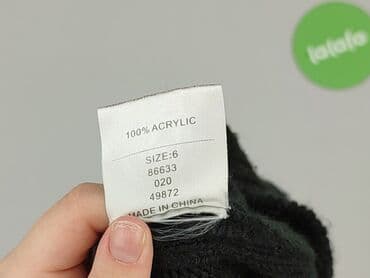 lalafo
100% ACRYLIC
SIZE:6
86633
020
49872
MADE IN CHINA